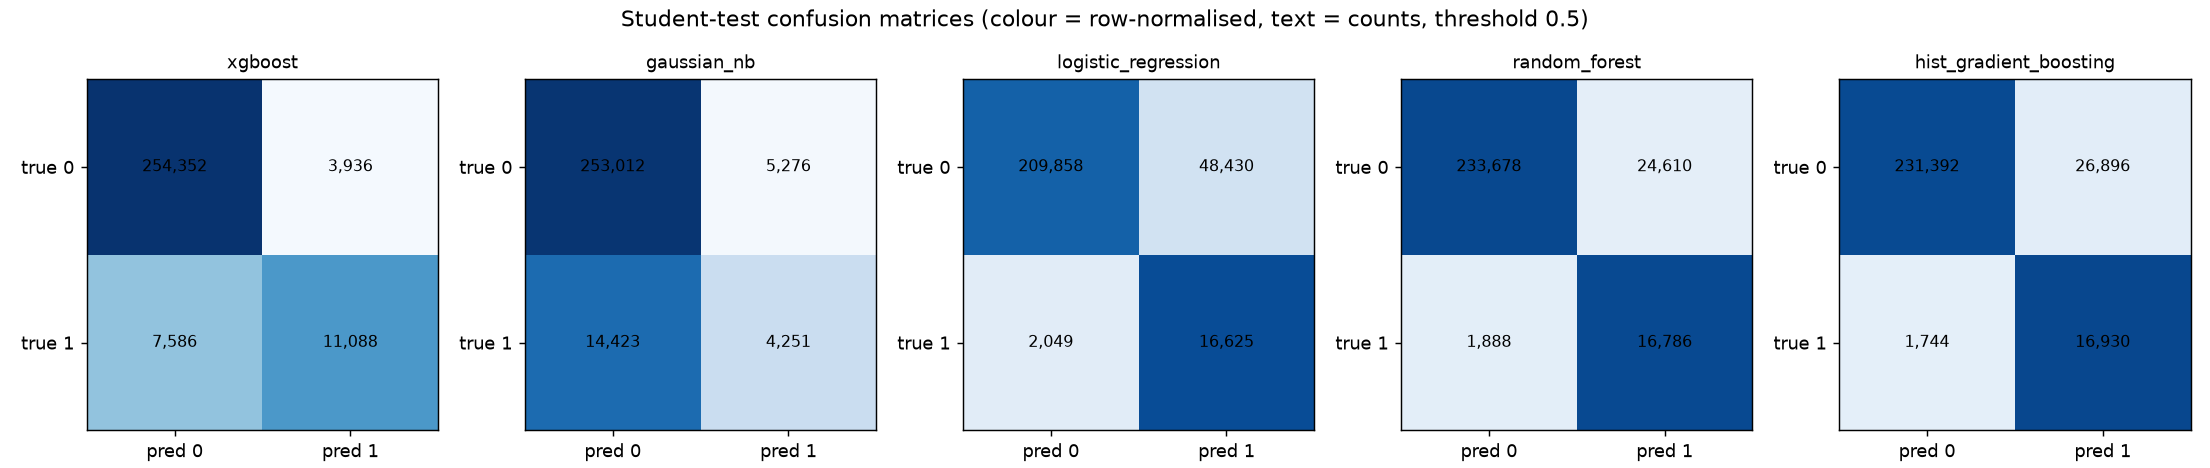 Student-test confusion matrices (colour = row-normalised, text = counts, threshold 0.5)
xgboost
true 0
254,352
3,936
true 1
7,586
11,088
pred 0
pred 1
gaussian_nb
true 0
253,012
5,276
true 1
14,423
4,251
pred 0
pred 1
logistic_regression
true 0
209,858
48,430
true 1
2,049
16,625
pred 0
pred 1
random_forest
true 0
233,678
24,610
true 1
1,888
16,786
pred 0
pred 1
hist_gradient_boosting
true 0
231,392
26,896
true 1
1,744
16,930
pred 0
pred 1